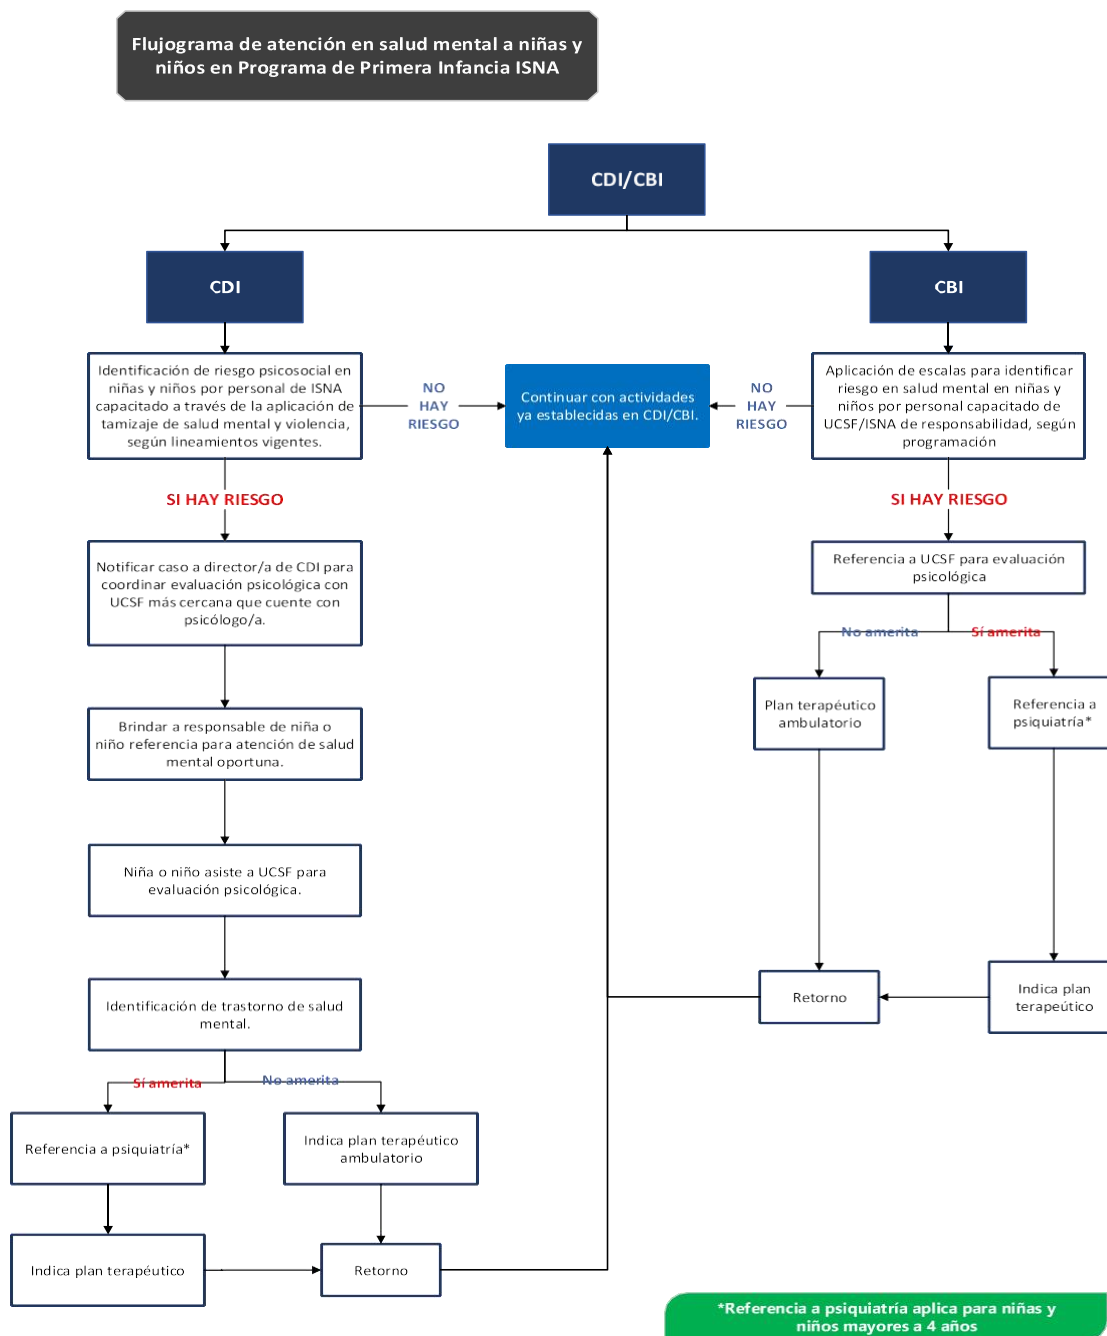 Flujograma de atención en salud mental a niñas y
niños en Programa de Primera Infancia ISNA
CDI/CBI
CDI
CBI
Identificación de riesgo psicosocial en
niñas y niños por personal de ISNA
capacitado a través de la aplicación de
tamizaje de salud mental y violencia,
según lineamientos vigentes.
NO
HAY
RIESGO
Continuar con actividades
ya establecidas en CDI/CBI.
NO
HAY
RIESGO
Aplicación de escalas para identificar
riesgo en salud mental en niñas y
niños por personal capacitado de
UCSF/ISNA de responsabilidad, según
programación
SI HAY RIESGO
SI HAY RIESGO
Notificar caso a director/a de CDI para
coordinar evaluación psicológica con
UCSF más cercana que cuente con
psicólogo/a.
Referencia a UCSF para evaluación
psicológica
No amerita
Sí amerita
Brindar a responsable de niña o
niño referencia para atención de salud
mental oportuna.
Plan terapéutico
ambulatorio
Referencia a
psiquiatría*
Niña o niño asiste a UCSF para
evaluación psicológica.
Identificación de trastorno de salud
mental.
Retorno
Indica plan
terapeútico
Sí amerita
No amerita
Referencia a psiquiatría*
Indica plan terapéutico
ambulatorio
Indica plan terapéutico
Retorno
*Referencia a psiquiatría aplica para niñas y
niños mayores a 4 años